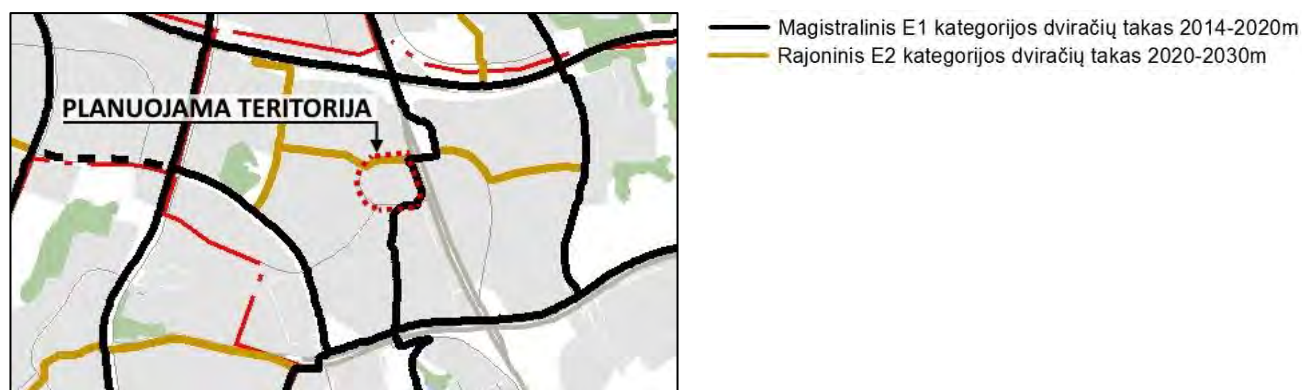 PLANUOJAMA TERITORIJA
Magistralinis E1 kategorijos dviračių takas 2014-2020m
Rajoninis E2 kategorijos dviračių takas 2020-2030m